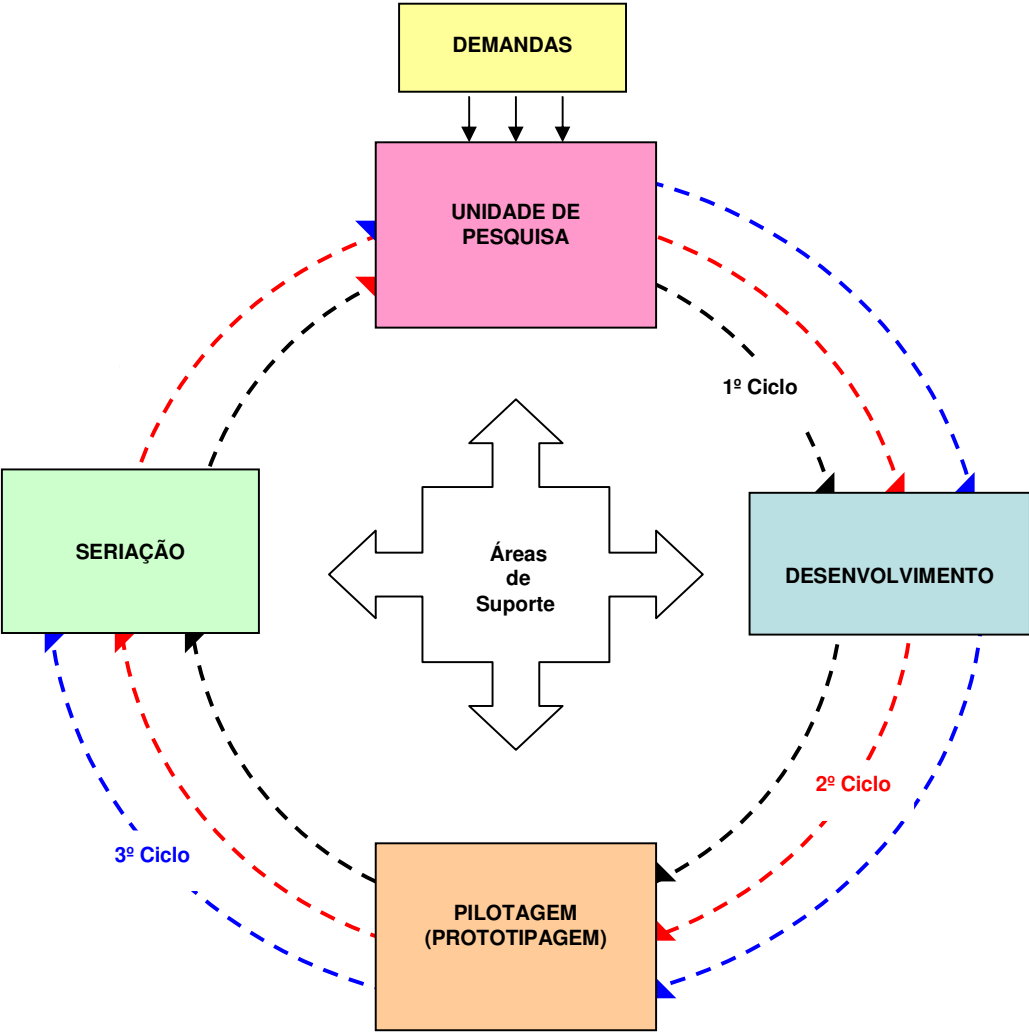 DEMANDAS
UNIDADE DE
PESQUISA
1º Ciclo
SERIAÇÃO
Áreas
de
Suporte
DESENVOLVIMENTO
2º Ciclo
3º Ciclo
PILOTAGEM
(PROTOTIPAGEM)